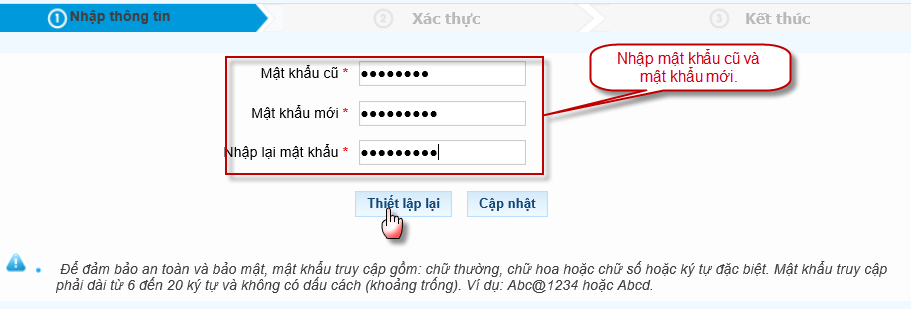 1 Nhập thông tin
2 Xác thực
3 Kết thúc
Mật khẩu cũ *
Nhập mật khẩu cũ và
mật khẩu mới.
Mật khẩu mới *
Nhập lại mật khẩu *
Thiết lập lại
Cập nhật
Để đảm bảo an toàn và bảo mật, mật khẩu truy cập gồm: chữ thường, chữ hoa hoặc chữ số hoặc ký tự đặc biệt. Mật khẩu truy cập
phải dài từ 6 đến 20 ký tự và không có dấu cách (khoảng trống). Ví dụ: Abc@1234 hoặc Abcd.